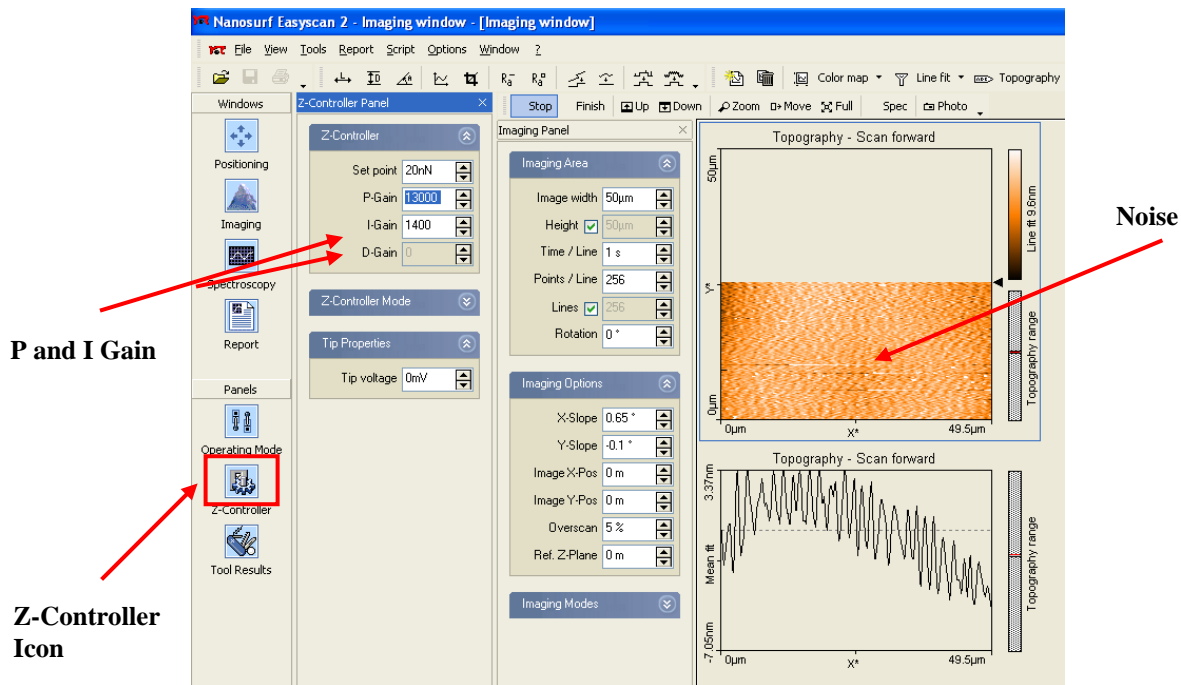 Nanosurf Easyscan 2 - Imaging window - [Imaging window]
File View Tools Report Script Options Window ?
Color map Line fit Topography
Windows
Positioning
Imaging
Spectroscopy
Report
Panels
Operating Mode
Z-Controller
Tool Results
Z-Controller Panel
Z-Controller
Set point 20nN
P-Gain 13000
I-Gain 1400
D-Gain 0
Z-Controller Mode
Tip Properties
Tip voltage 0mV
Stop Finish Up Down Zoom Move Full Spec Photo
Imaging Panel
Imaging Area
Image width 50µm
Height 50µm
Time / Line 1 s
Points / Line 256
Lines 256
Rotation 0 °
Imaging Options
X-Slope 0.65 °
Y-Slope -0.1 °
Image X-Pos 0 m
Image Y-Pos 0 m
Overscan 5 %
Ref. Z-Plane 0 m
Imaging Modes
Topography - Scan forward
50µm
Y*
0µm
0µm X* 49.5µm
Line fit 9.6nm
Topography range
Topography - Scan forward
3.37nm
Mean fit
-7.05nm
0µm X* 49.5µm
Topography range
P and I Gain
Z-Controller
Icon
Noise